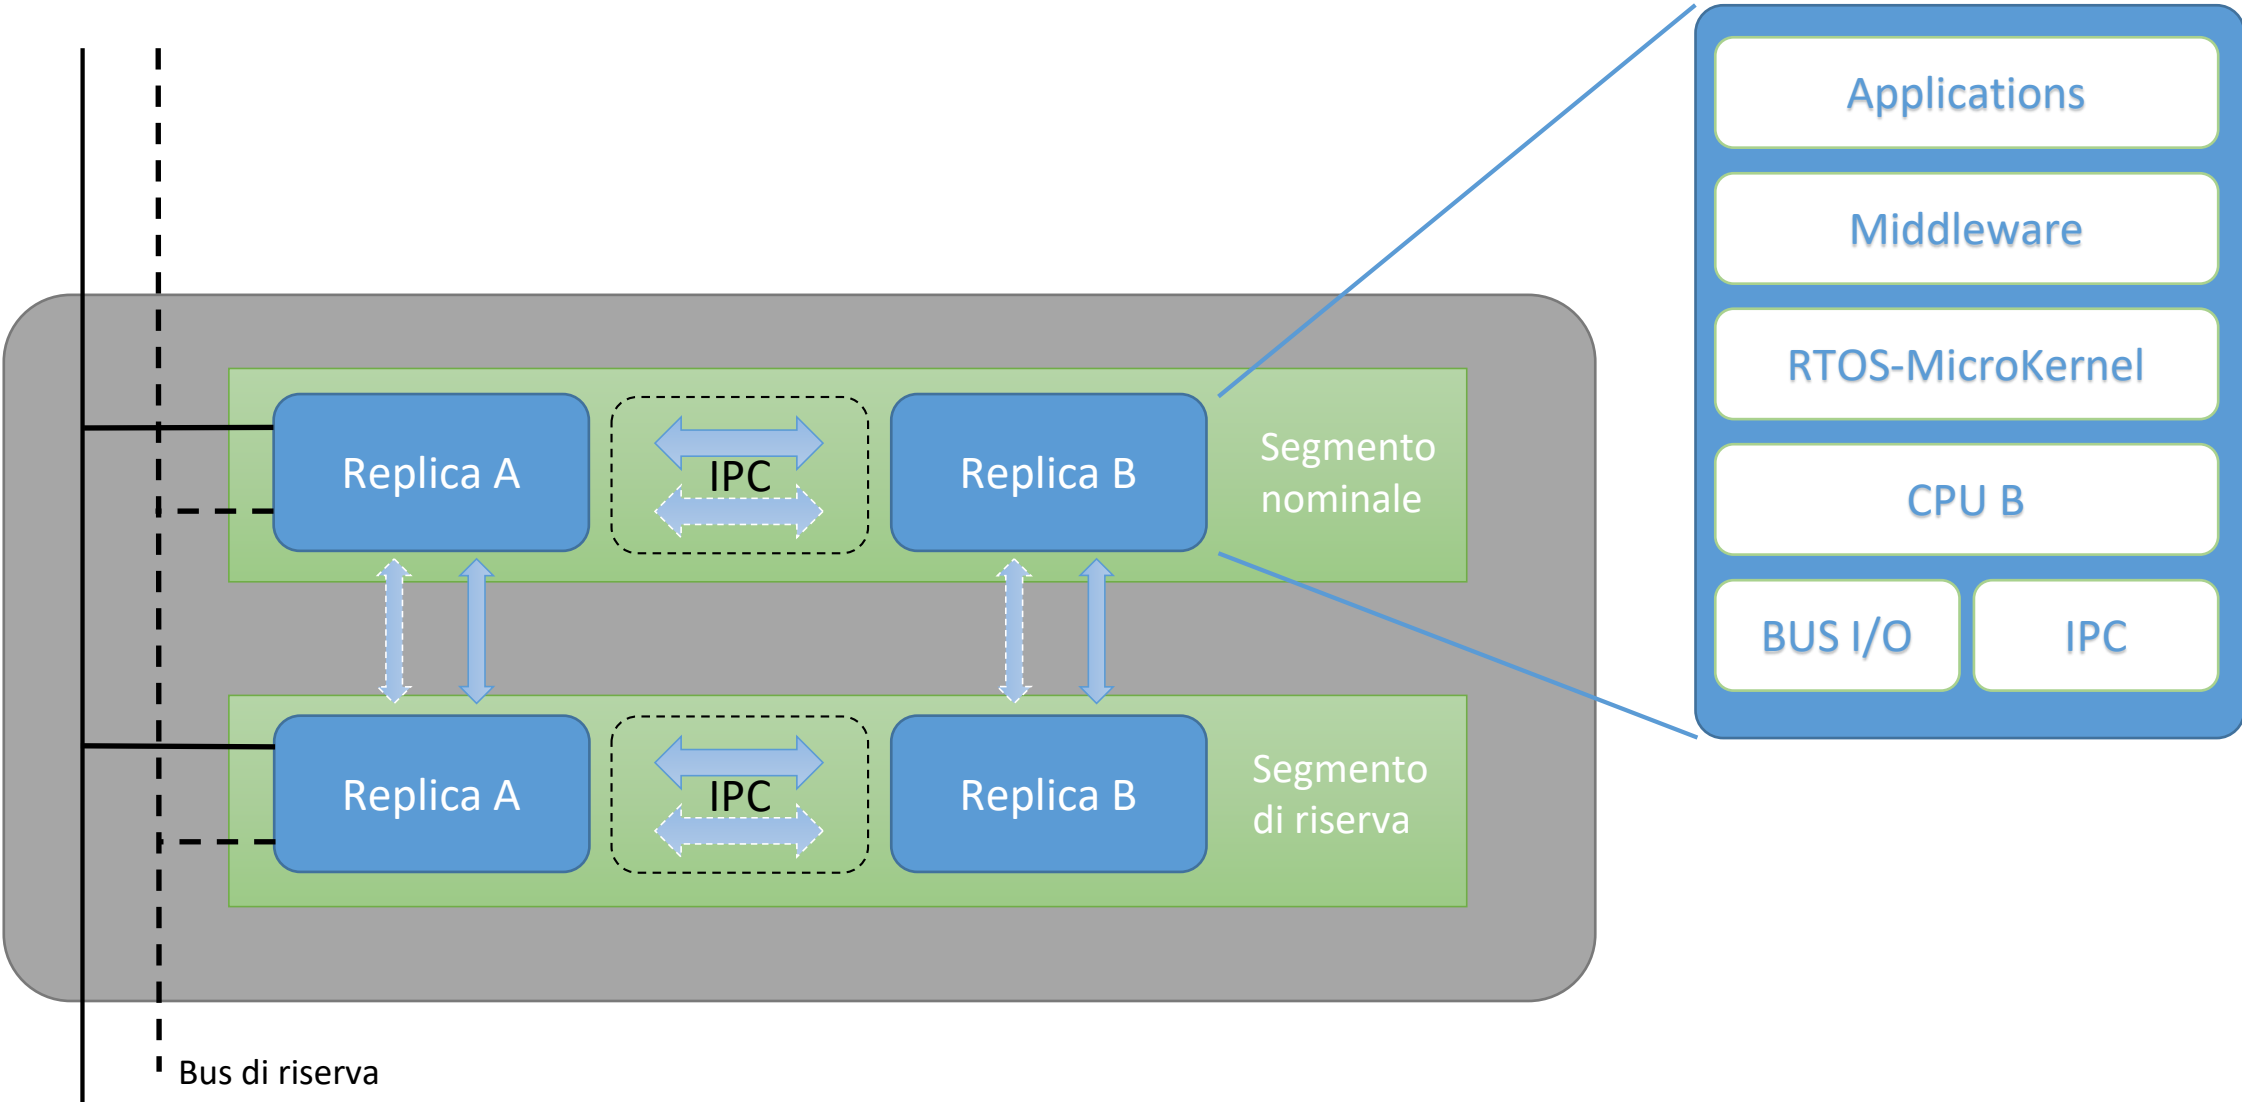 Applications
Middleware
RTOS-MicroKernel
CPU B
BUS I/O
IPC
Replica A
IPC
Replica B
Segmento
nominale
Replica A
IPC
Replica B
Segmento
di riserva
Bus di riserva